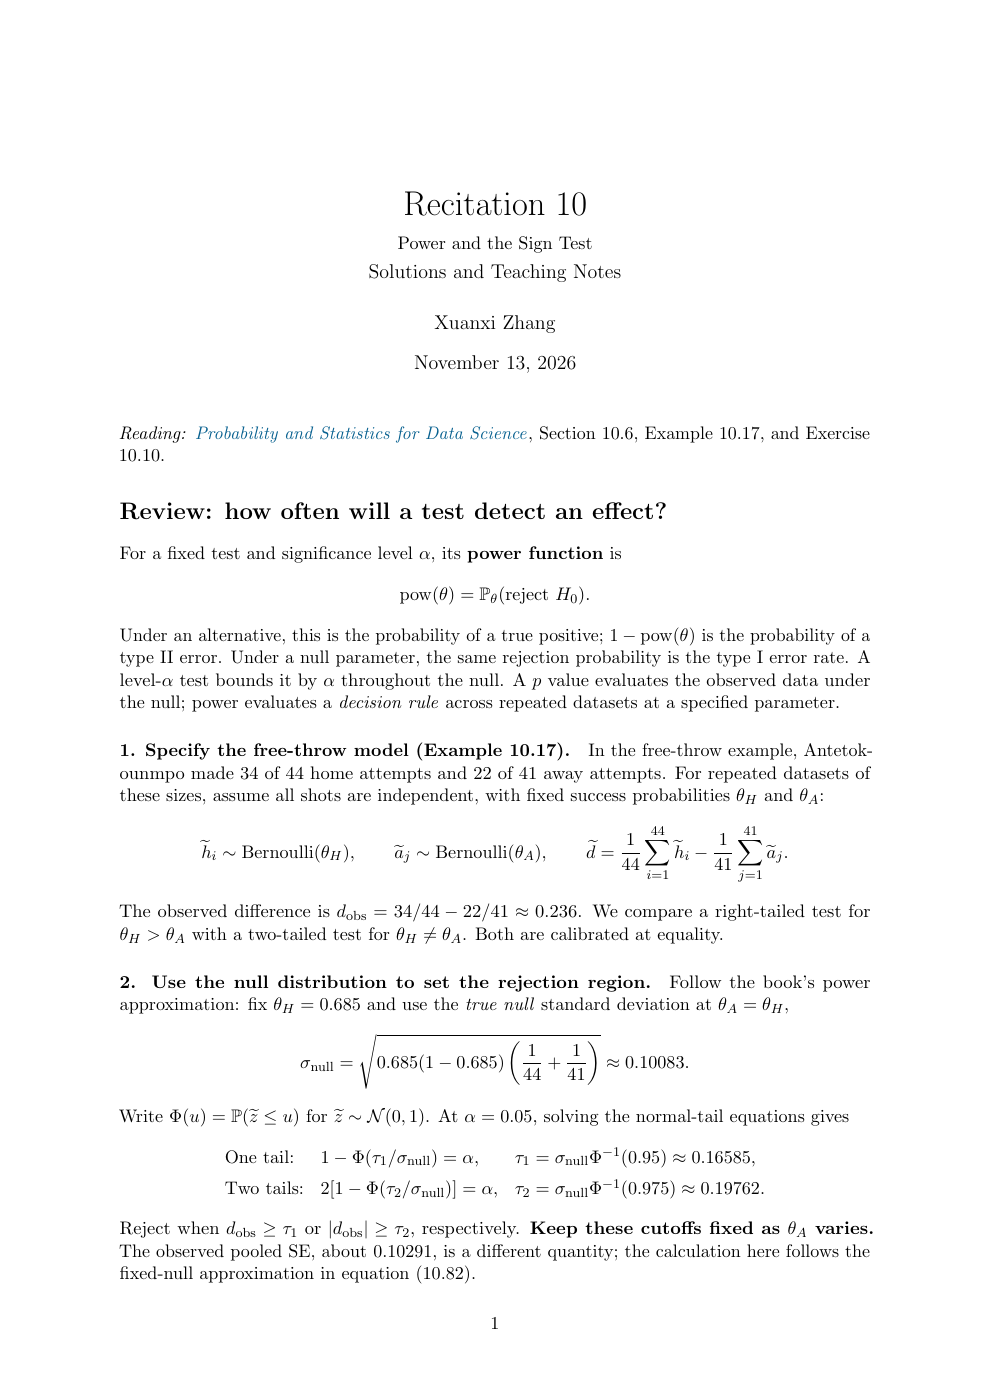 Recitation 10
Power and the Sign Test
Solutions and Teaching Notes
Xuanxi Zhang
November 13, 2026
Reading: Probability and Statistics for Data Science, Section 10.6, Example 10.17, and Exercise
10.10.
Review: how often will a test detect an effect?
For a fixed test and significance level α, its power function is
pow(θ) = ℙ_θ(reject H₀).
Under an alternative, this is the probability of a true positive; 1 − pow(θ) is the probability of a
type II error. Under a null parameter, the same rejection probability is the type I error rate. A
level-α test bounds it by α throughout the null. A p value evaluates the observed data under
the null; power evaluates a decision rule across repeated datasets at a specified parameter.
1. Specify the free-throw model (Example 10.17). In the free-throw example, Antetok-
ounmpo made 34 of 44 home attempts and 22 of 41 away attempts. For repeated datasets of
these sizes, assume all shots are independent, with fixed success probabilities θ_H and θ_A:
h̃_i ∼ Bernoulli(θ_H), ã_j ∼ Bernoulli(θ_A), d̃ = 1/44 ∑_{i=1}^{44} h̃_i − 1/41 ∑_{j=1}^{41} ã_j.
The observed difference is d_obs = 34/44 − 22/41 ≈ 0.236. We compare a right-tailed test for
θ_H > θ_A with a two-tailed test for θ_H ≠ θ_A. Both are calibrated at equality.
2. Use the null distribution to set the rejection region. Follow the book's power
approximation: fix θ_H = 0.685 and use the true null standard deviation at θ_A = θ_H,
σ_null = √(0.685(1 − 0.685) (1/44 + 1/41)) ≈ 0.10083.
Write Φ(u) = ℙ(z̃ ≤ u) for z̃ ∼ 𝒩(0, 1). At α = 0.05, solving the normal-tail equations gives
One tail: 1 − Φ(τ₁/σ_null) = α, τ₁ = σ_null Φ⁻¹(0.95) ≈ 0.16585,
Two tails: 2[1 − Φ(τ₂/σ_null)] = α, τ₂ = σ_null Φ⁻¹(0.975) ≈ 0.19762.
Reject when d_obs ≥ τ₁ or |d_obs| ≥ τ₂, respectively. Keep these cutoffs fixed as θ_A varies.
The observed pooled SE, about 0.10291, is a different quantity; the calculation here follows the
fixed-null approximation in equation (10.82).
1